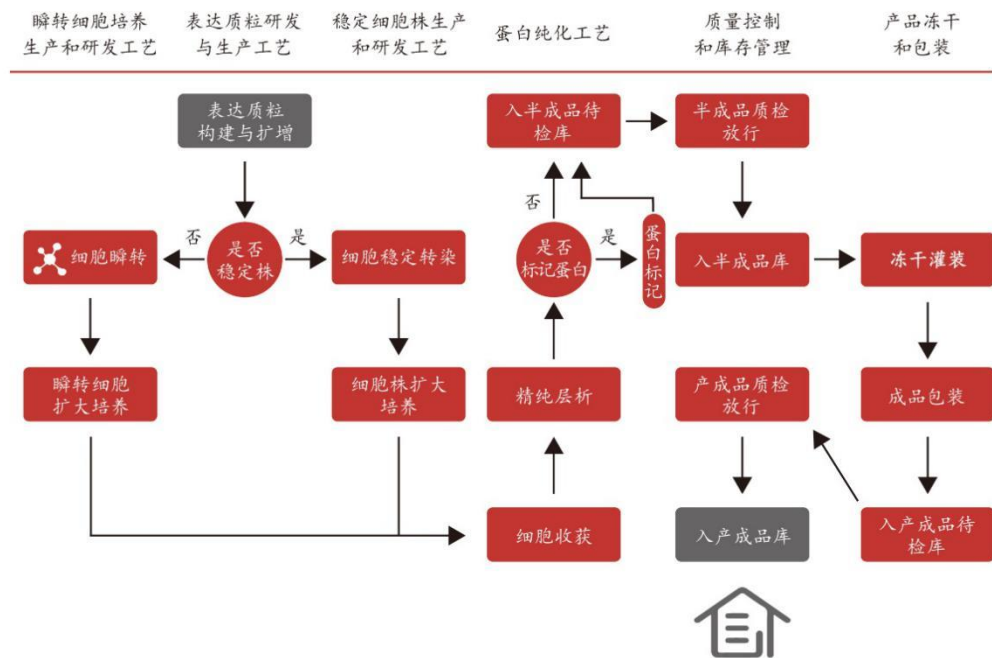 瞬转细胞培养
生产和研发工艺
表达质粒研发
与生产工艺
稳定细胞株生产
和研发工艺
蛋白纯化工艺
质量控制
和库存管理
产品冻干
和包装
表达质粒
构建与扩增
入半成品待
检库
半成品质检
放行
否
是
细胞瞬转
否
是否
稳定株
是
细胞稳定转染
是否
标记蛋白
蛋白标记
入半成品库
冻干灌装
瞬转细胞
扩大培养
细胞株扩大
培养
精纯层析
产成品质检
放行
成品包装
细胞收获
入产成品库
入产成品待
检库